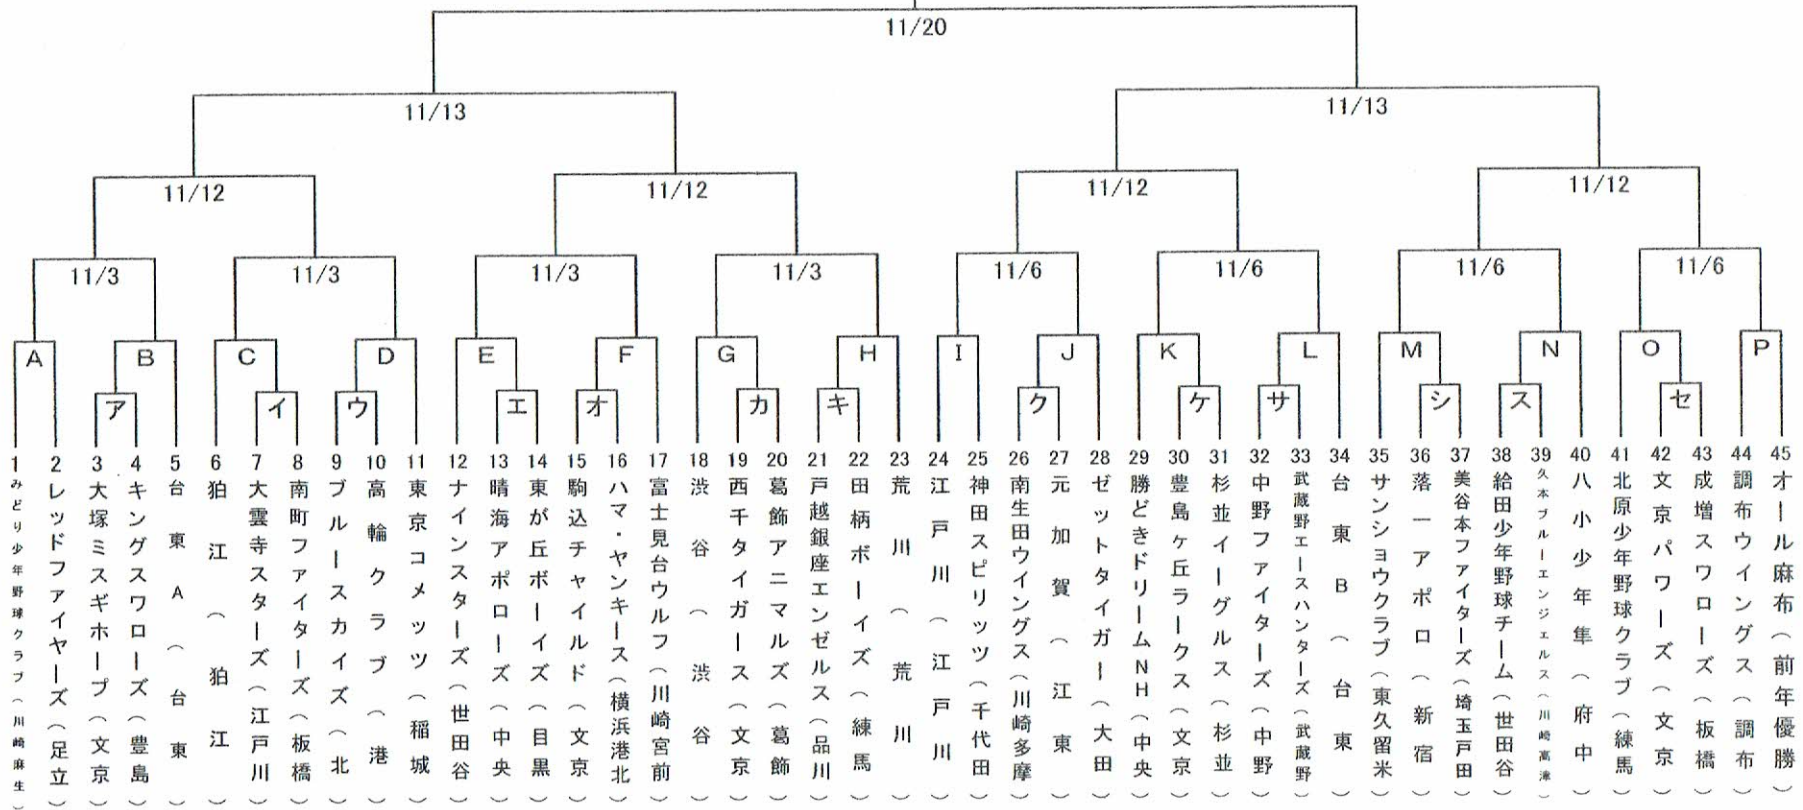 11/20
11/13
11/13
11/12
11/12
11/12
11/12
11/3
11/3
11/3
11/3
11/6
11/6
11/6
11/6
A
B
C
D
E
F
G
H
I
J
K
L
M
N
O
P
ア
イ
ウ
エ
オ
カ
キ
ク
ケ
サ
シ
ス
セ
1 みどり少年野球クラブ（川崎麻生）
2 レッドファイヤーズ（足立）
3 大塚ミスギホープ（文京）
4 キングスワローズ（豊島）
5 台東A（台東）
6 狛江（狛江）
7 大雲寺スターズ（江戸川）
8 南町ファイターズ（板橋）
9 ブルースカイズ（北）
10 高輪クラブ（港）
11 東京コメッツ（稲城）
12 ナインスターズ（世田谷）
13 晴海アポローズ（中央）
14 東が丘ボーイズ（目黒）
15 駒込チャイルド（文京）
16 ハマ・ヤンキース（横浜港北）
17 富士見台ウルフ（川崎宮前）
18 渋谷（渋谷）
19 西千タイガース（文京）
20 葛飾アニマルズ（葛飾）
21 戸越銀座エンゼルス（品川）
22 田柄ボーイズ（練馬）
23 荒川（荒川）
24 江戸川（江戸川）
25 神田スピリッツ（千代田）
26 南生田ウイングス（川崎多摩）
27 元加賀（江東）
28 ゼットタイガー（大田）
29 勝どきドリームNH（中央）
30 豊島ヶ丘ラークス（文京）
31 杉並イーグルス（杉並）
32 中野ファイターズ（中野）
33 武蔵野エースハンターズ（武蔵野）
34 台東B（台東）
35 サンショウクラブ（東久留米）
36 落一アポロ（新宿）
37 美谷本ファイターズ（埼玉戸田）
38 給田少年野球チーム（世田谷）
39 久本ブルーエンジェルス（川崎高津）
40 八小少年隼（府中）
41 北原少年野球クラブ（練馬）
42 文京パワーズ（文京）
43 成増スワローズ（板橋）
44 調布ウイングス（調布）
45 オール麻布（前年優勝）